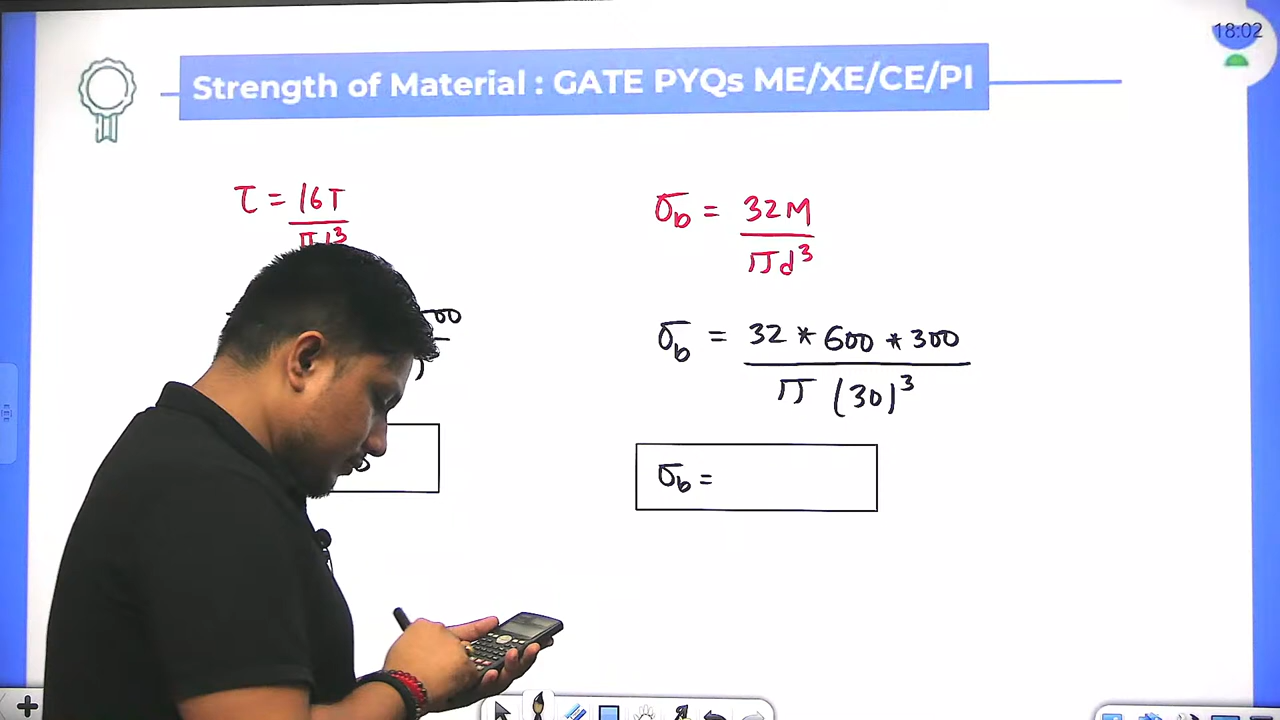 18:02
Strength of Material : GATE PYQs ME/XE/CE/PI
τ = 16T / πd³
σb = 32M / πd³
σb = 32 * 600 * 300 / π (30)³
σb =